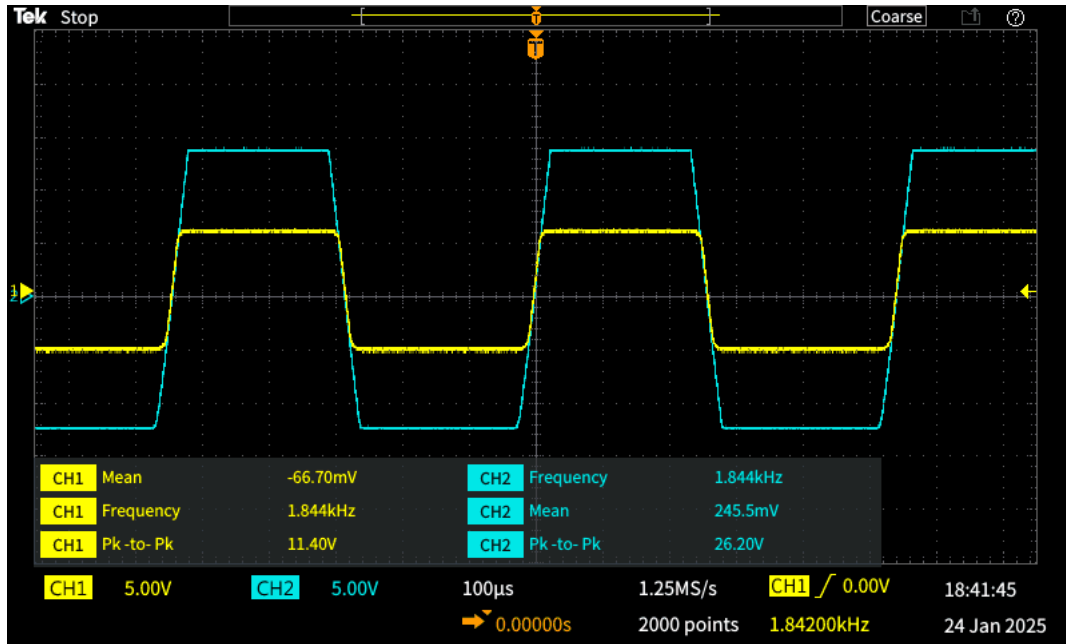 Tek Stop Coarse
T
T
1
2
CH1 Mean -66.70mV CH2 Frequency 1.844kHz
CH1 Frequency 1.844kHz CH2 Mean 245.5mV
CH1 Pk-to-Pk 11.40V CH2 Pk-to-Pk 26.20V
CH1 5.00V CH2 5.00V 100µs 1.25MS/s CH1 0.00V 18:41:45
0.00000s 2000 points 1.84200kHz 24 Jan 2025